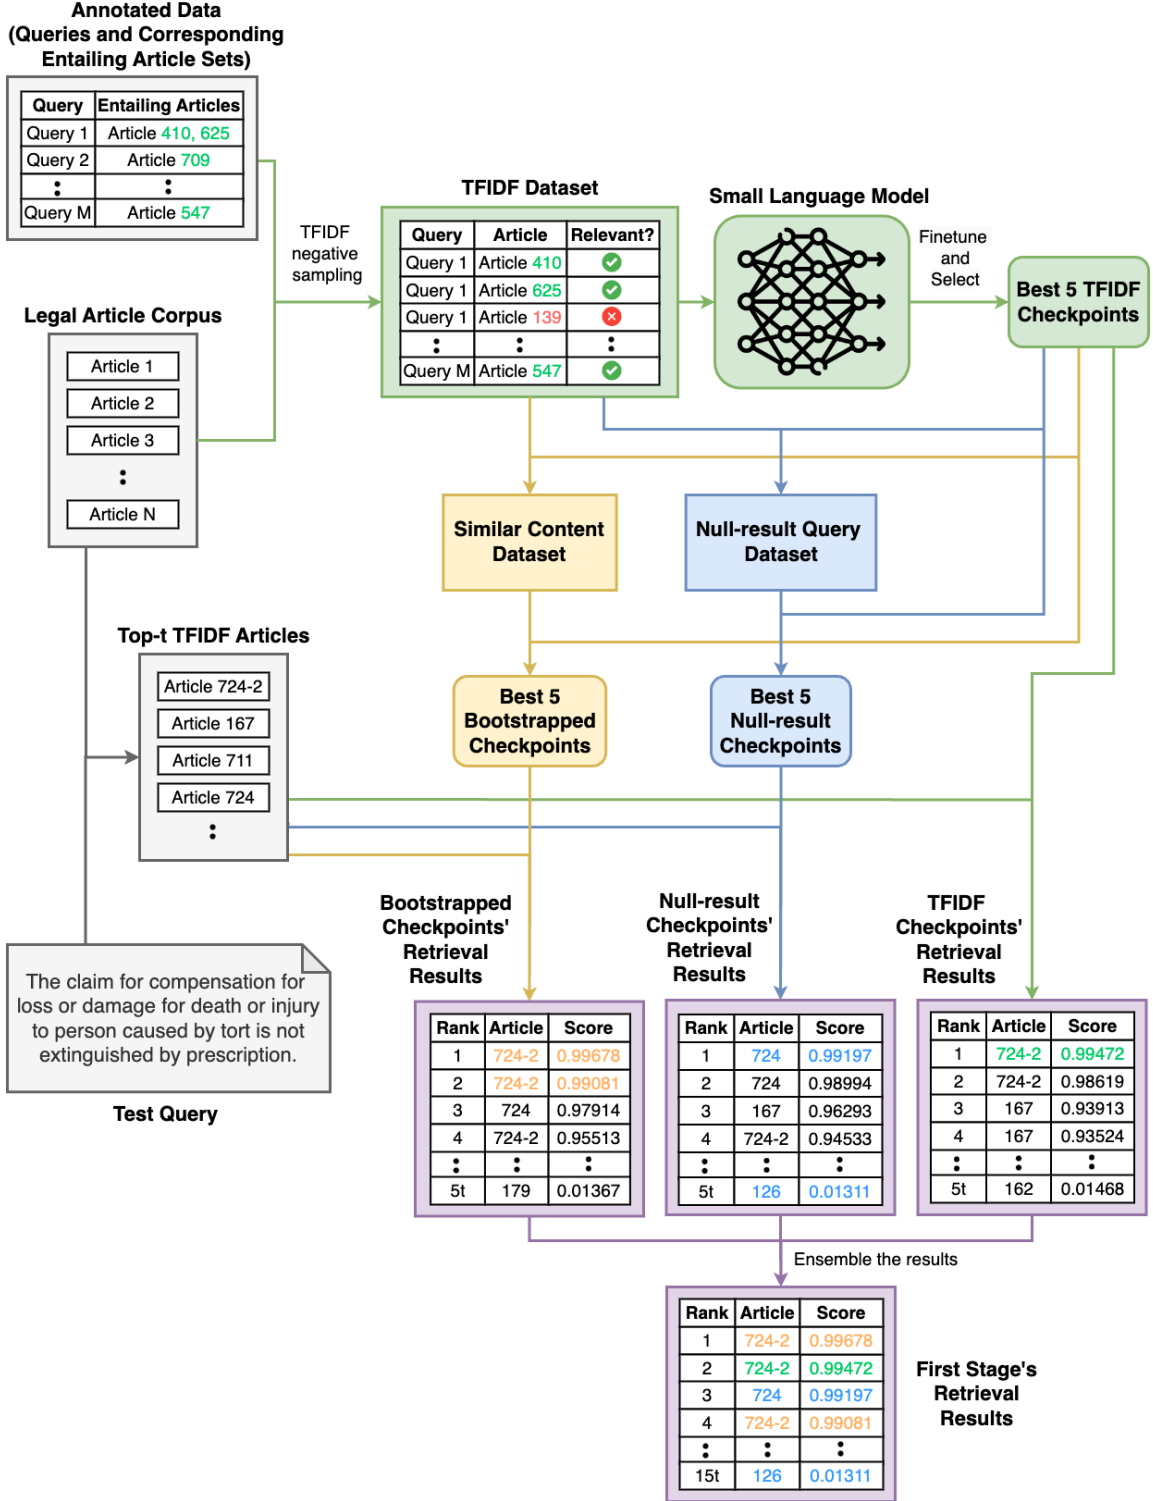 Annotated Data
(Queries and Corresponding
Entailing Article Sets)
Query Entailing Articles
Query 1 Article 410, 625
Query 2 Article 709
Query M Article 547
TFIDF
negative
sampling
TFIDF Dataset
Query Article Relevant?
Query 1 Article 410
Query 1 Article 625
Query 1 Article 139
Query M Article 547
Small Language Model
Finetune
and
Select
Best 5 TFIDF
Checkpoints
Legal Article Corpus
Article 1
Article 2
Article 3
Article N
Similar Content
Dataset
Null-result Query
Dataset
Top-t TFIDF Articles
Article 724-2
Article 167
Article 711
Article 724
Best 5
Bootstrapped
Checkpoints
Best 5
Null-result
Checkpoints
Bootstrapped
Checkpoints'
Retrieval
Results
Null-result
Checkpoints'
Retrieval
Results
TFIDF
Checkpoints'
Retrieval
Results
The claim for compensation for
loss or damage for death or injury
to person caused by tort is not
extinguished by prescription.
Test Query
Rank Article Score
1 724-2 0.99678
2 724-2 0.99081
3 724 0.97914
4 724-2 0.95513
5t 179 0.01367
Rank Article Score
1 724 0.99197
2 724 0.98994
3 167 0.96293
4 724-2 0.94533
5t 126 0.01311
Rank Article Score
1 724-2 0.99472
2 724-2 0.98619
3 167 0.93913
4 167 0.93524
5t 162 0.01468
Ensemble the results
Rank Article Score
1 724-2 0.99678
2 724-2 0.99472
3 724 0.99197
4 724-2 0.99081
15t 126 0.01311
First Stage's
Retrieval
Results